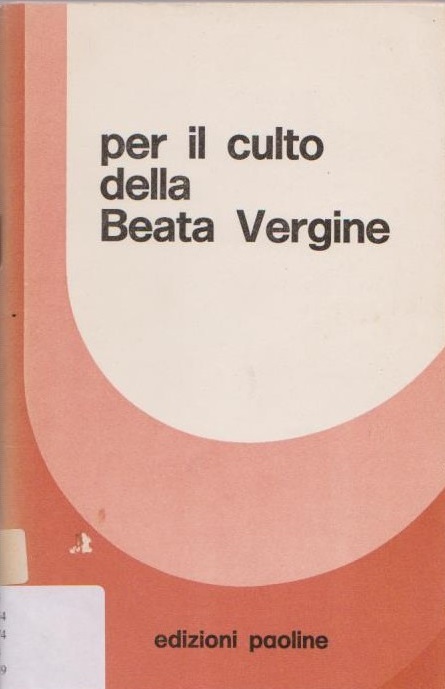 per il culto
della
Beata Vergine
edizioni paoline